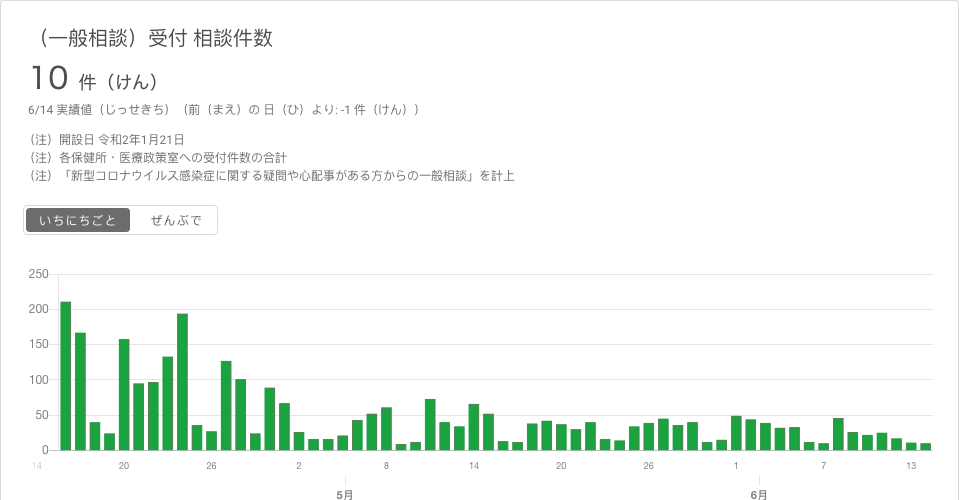 （一般相談）受付 相談件数
10 件（けん）
6/14 実績値（じっせきち）（前（まえ）の 日（ひ）より: -1 件（けん））
（注）開設日 令和2年1月21日
（注）各保健所・医療政策室への受付件数の合計
（注）「新型コロナウイルス感染症に関する疑問や心配事がある方からの一般相談」を計上
いちにちごと ぜんぶで
250
200
150
100
50
0
14 20 26 2 8 14 20 26 1 7 13
5月 6月